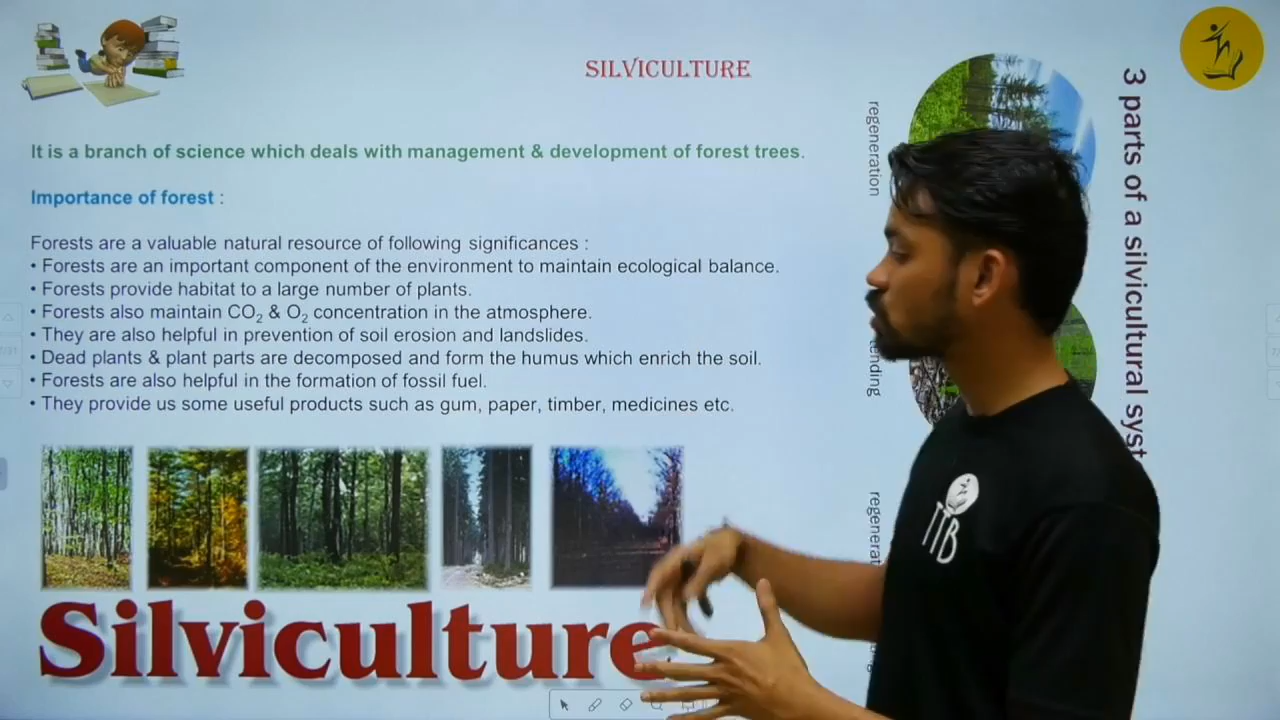 SILVICULTURE
It is a branch of science which deals with management & development of forest trees.
Importance of forest :
Forests are a valuable natural resource of following significances :
• Forests are an important component of the environment to maintain ecological balance.
• Forests provide habitat to a large number of plants.
• Forests also maintain CO₂ & O₂ concentration in the atmosphere.
• They are also helpful in prevention of soil erosion and landslides.
• Dead plants & plant parts are decomposed and form the humus which enrich the soil.
• Forests are also helpful in the formation of fossil fuel.
• They provide us some useful products such as gum, paper, timber, medicines etc.
Silviculture
3 parts of a silvicultural syst
regeneration
tending
regenerat
TTB